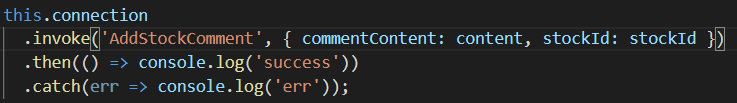 this.connection
.invoke('AddStockComment', { commentContent: content, stockId: stockId })
.then(() => console.log('success'))
.catch(err => console.log('err'));